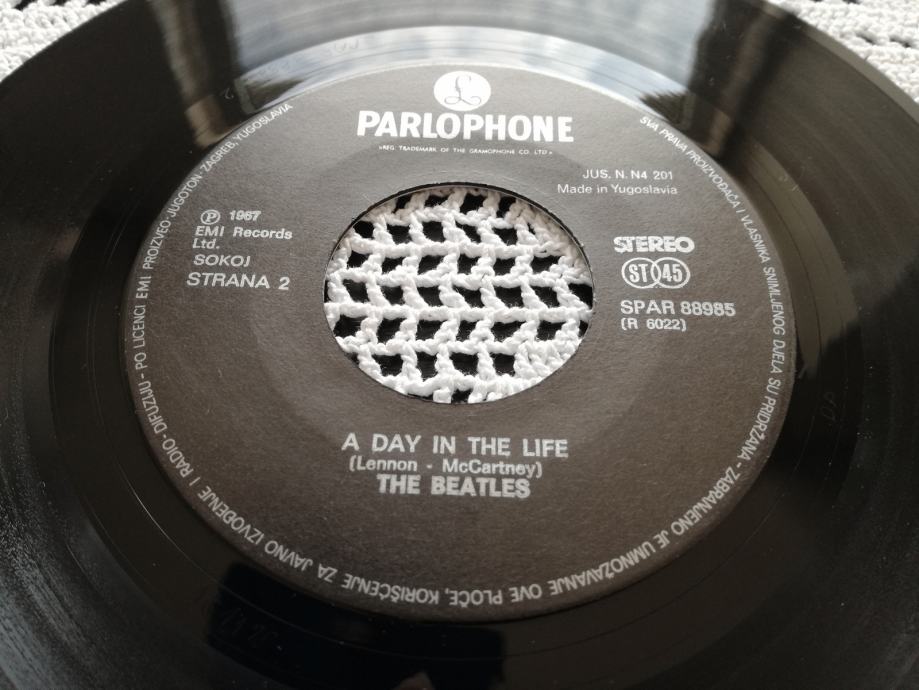 £
PARLOPHONE
»REG. TRADEMARK OF THE GRAMOPHONE CO. LTD.»
JUS. N. N4 201
Made in Yugoslavia
℗ 1967
EMI Records
Ltd.
SOKOJ
STRANA 2
STEREO
ST 45
SPAR 88985
(R 6022)
A DAY IN THE LIFE
(Lennon - McCartney)
THE BEATLES
SVA PRAVA PROIZVOĐAČA I VLASNIKA SNIMLJENOG DJELA SU PRIDRŽANA - ZABRANJENO JE UMNOŽAVANJE OVE PLOČE, KORIŠĆENJE ZA JAVNO IZVOĐENJE I RADIO-DIFUZIJU - PO LICENCI EMI PROIZVEO JUGOTON - ZAGREB, YUGOSLAVIA